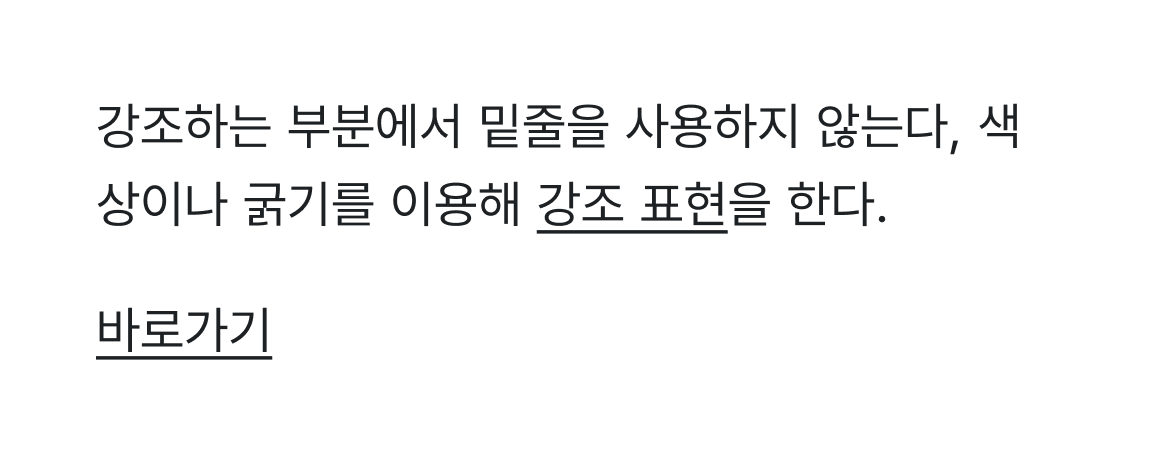 강조하는 부분에서 밑줄을 사용하지 않는다, 색
상이나 굵기를 이용해 강조 표현을 한다.
바로가기